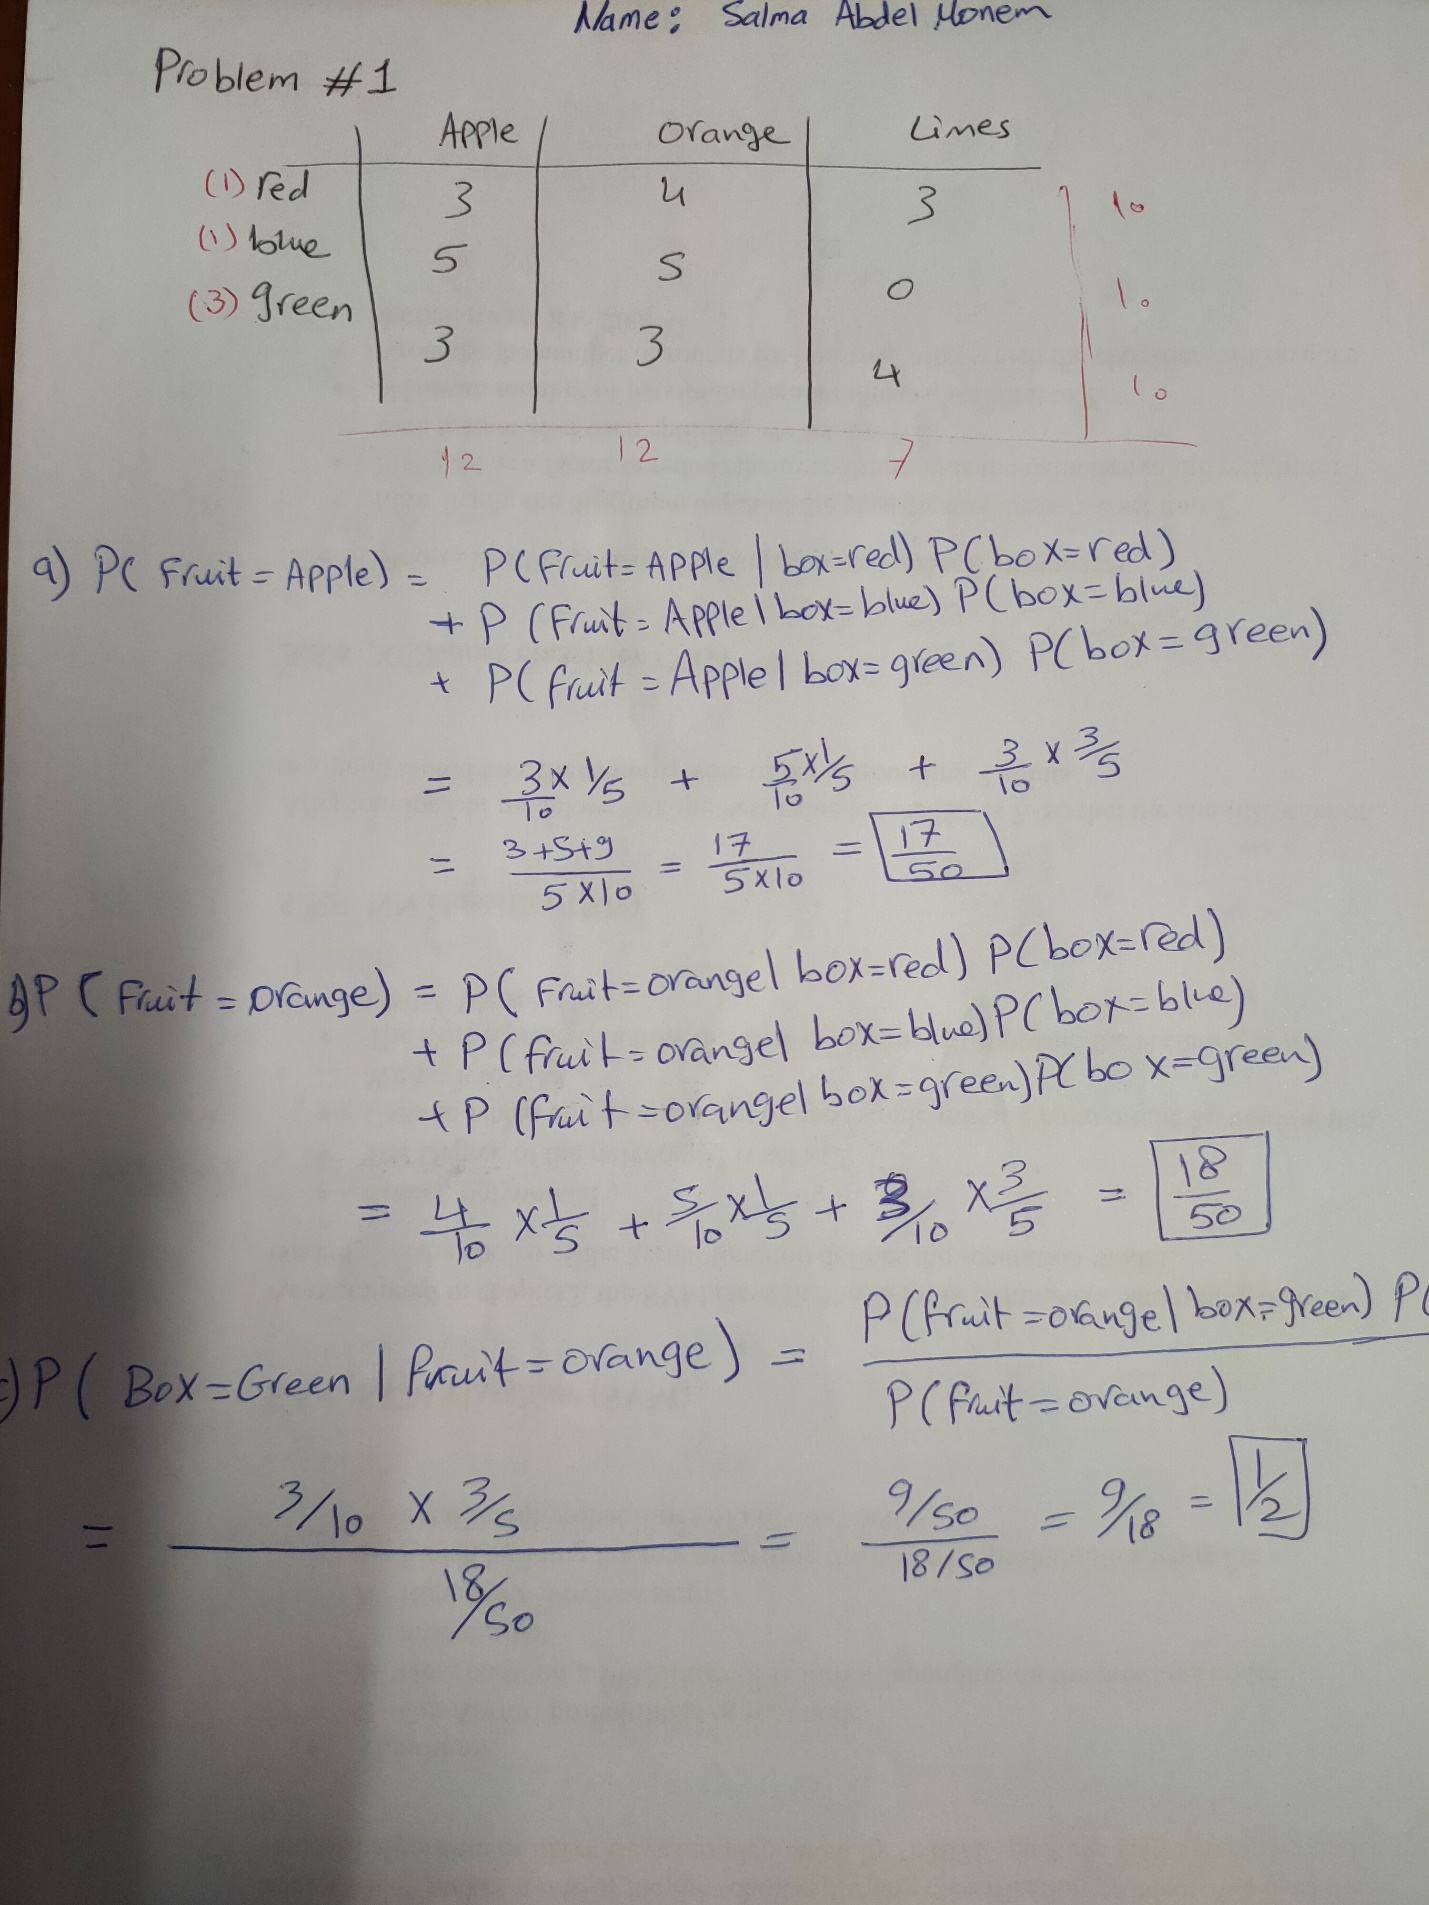 Name: Salma Abdel Monem
Problem #1
Apple Orange Limes
(1) red 3 4 3 10
(1) blue 5 5 0 10
(3) green 3 3 4 10
12 12 7
a) P( Fruit = Apple) = P(Fruit = Apple | box=red) P(box=red)
+ P (Fruit = Apple | box=blue) P(box=blue)
+ P(fruit = Apple | box=green) P(box=green)
= 3/10 x 1/5 + 5/10 x 1/5 + 3/10 x 3/5
= 3+5+9 / 5x10 = 17 / 5x10 = 17/50
b) P ( Fruit = Orange) = P( Fruit=orange| box=red) P(box=red)
+ P (fruit=orange| box=blue) P(box=blue)
+ P (fruit=orange| box=green) P(box=green)
= 4/10 x 1/5 + 5/10 x 1/5 + 3/10 x 3/5 = 18/50
c) P ( Box=Green | fruit=orange) = P(fruit=orange| box=green) P( / P(fruit=orange)
= 3/10 x 3/5 / 18/50 = 9/50 / 18/50 = 9/18 = 1/2